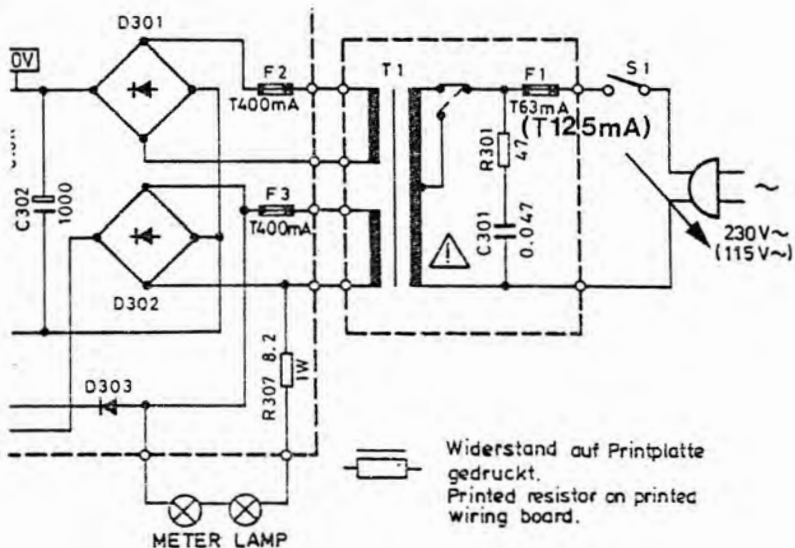 D301
0V
F2
T400mA
T1
F1
T63mA
(T125mA)
S1
R301
47
C302
1000
F3
T400mA
C301
0.047
230V~
(115V~)
~
D302
R307 8.2
1W
D303
METER LAMP
Widerstand auf Printplatte
gedruckt.
Printed resistor on printed
wiring board.